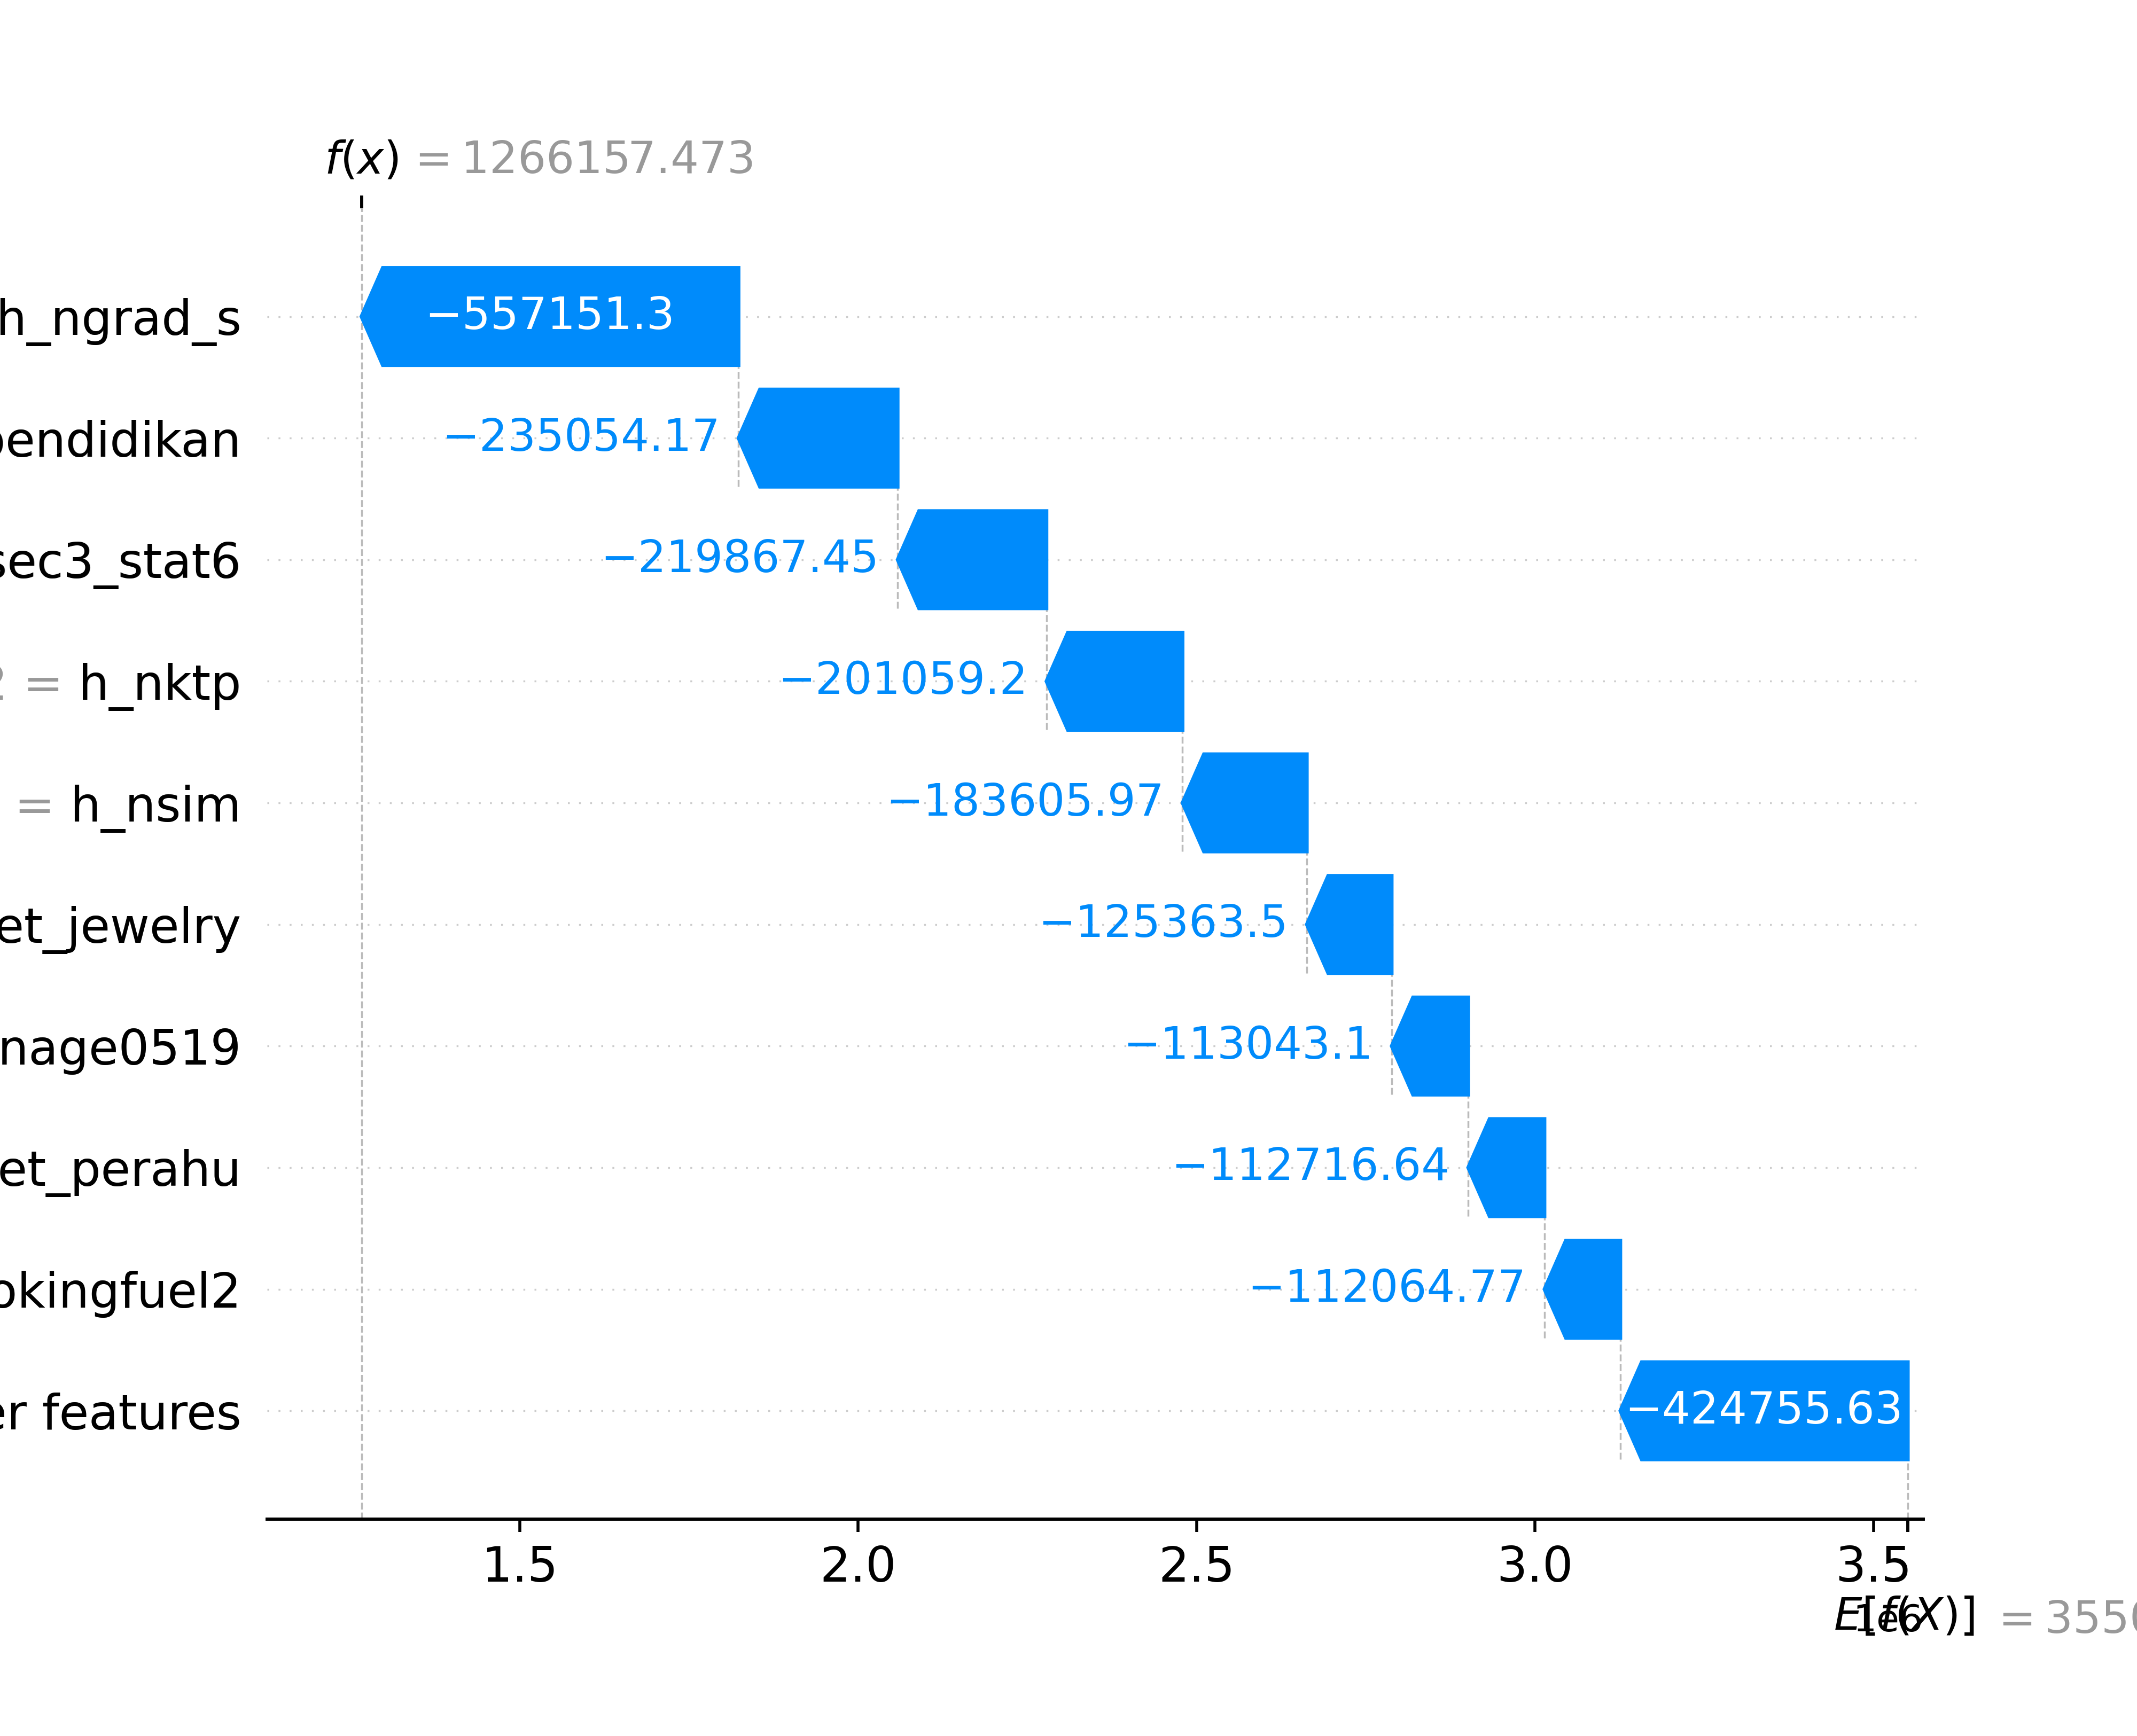 f(x) = 1266157.473
h_ngrad_s −557151.3
pendidikan −235054.17
sec3_stat6 −219867.45
= h_nktp −201059.2
= h_nsim −183605.97
et_jewelry −125363.5
nage0519 −113043.1
et_perahu −112716.64
okingfuel2 −112064.77
er features −424755.63
1.5 2.0 2.5 3.0 3.5
1e6
E[f(X)] = 3550